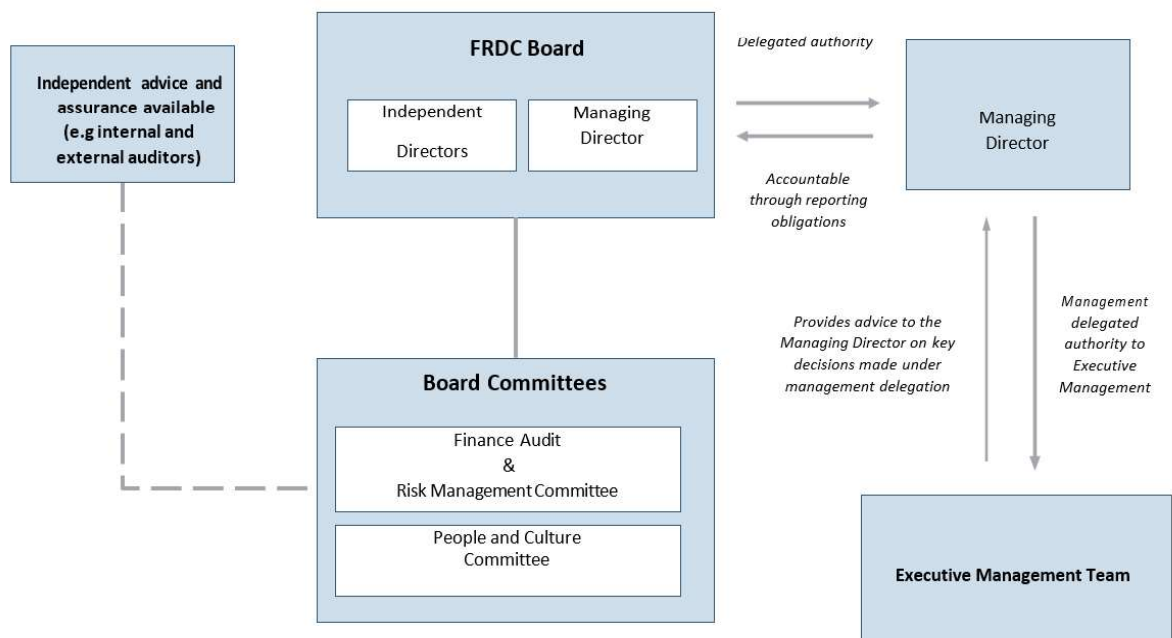 Independent advice and
assurance available
(e.g internal and
external auditors)
FRDC Board
Independent
Directors
Managing
Director
Delegated authority
Accountable
through reporting
obligations
Managing
Director
Provides advice to the
Managing Director on key
decisions made under
management delegation
Management
delegated
authority to
Executive
Management
Board Committees
Finance Audit
&
Risk Management Committee
People and Culture
Committee
Executive Management Team